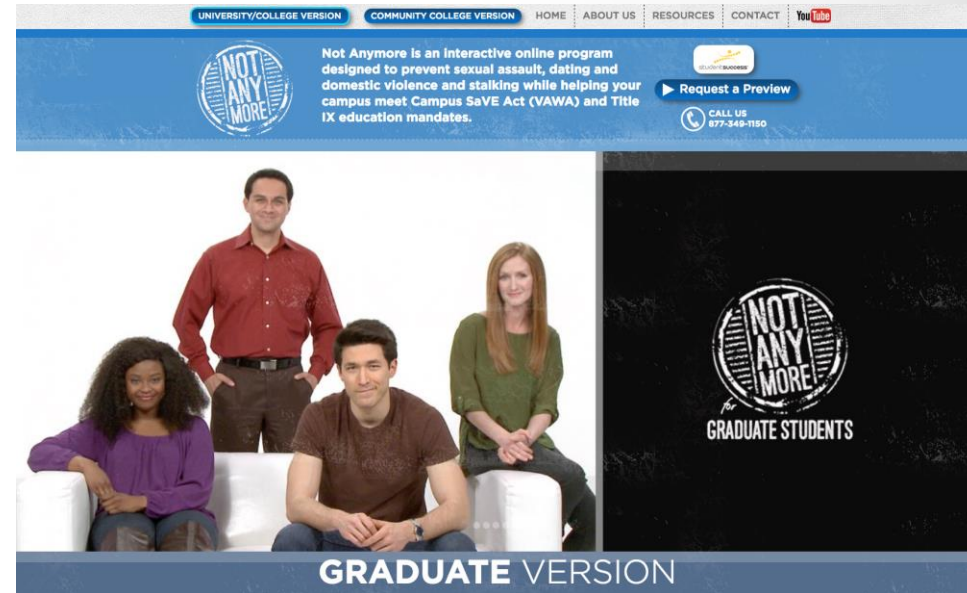 UNIVERSITY/COLLEGE VERSION COMMUNITY COLLEGE VERSION HOME ABOUT US RESOURCES CONTACT YouTube
NOT
ANY
MORE
Not Anymore is an interactive online program
designed to prevent sexual assault, dating and
domestic violence and stalking while helping your
campus meet Campus SaVE Act (VAWA) and Title
IX education mandates.
studentsuccess
Request a Preview
CALL US
877-349-1150
NOT
ANY
MORE
for
GRADUATE STUDENTS
GRADUATE VERSION